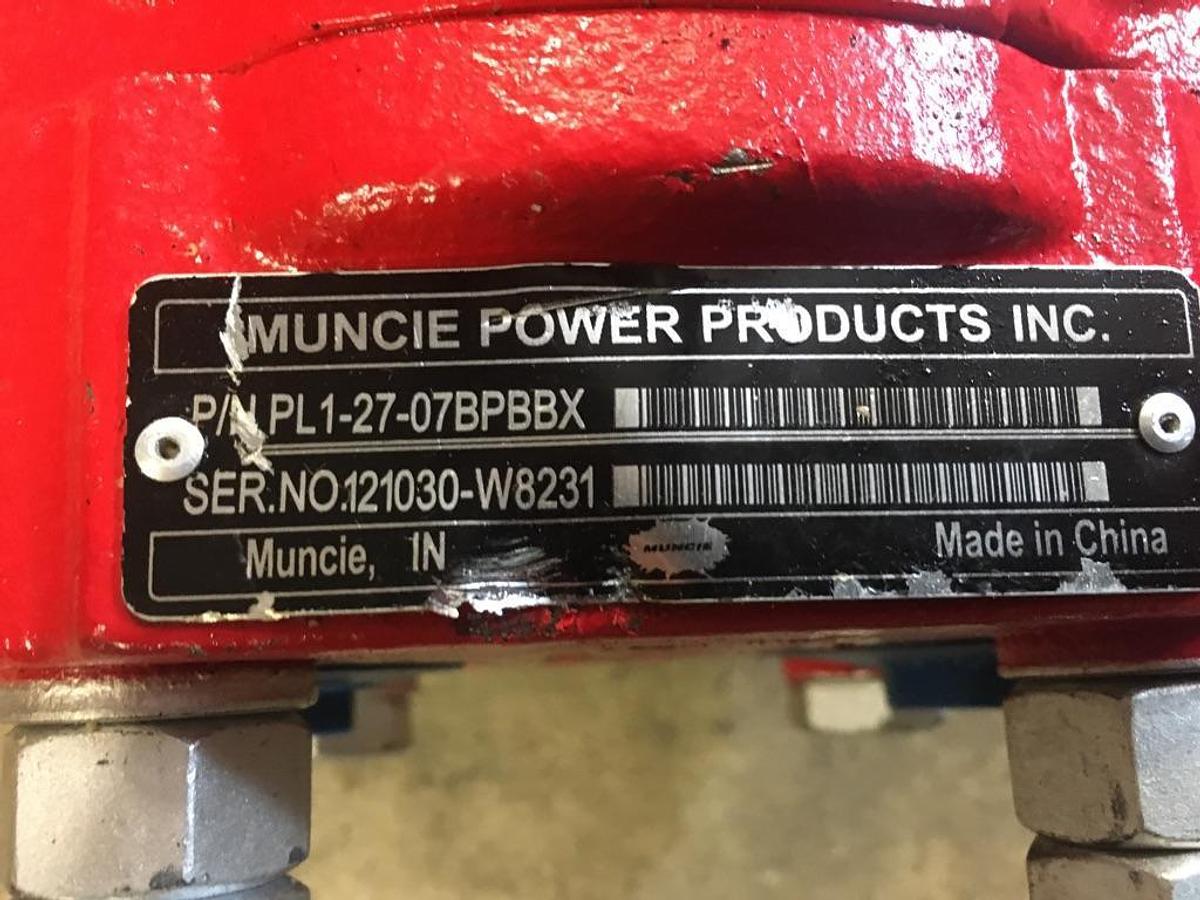 MUNCIE POWER PRODUCTS INC.
P/N PL1-27-07BPBBX
SER.NO.121030-W8231
Muncie, IN
MUNCIE
Made in China